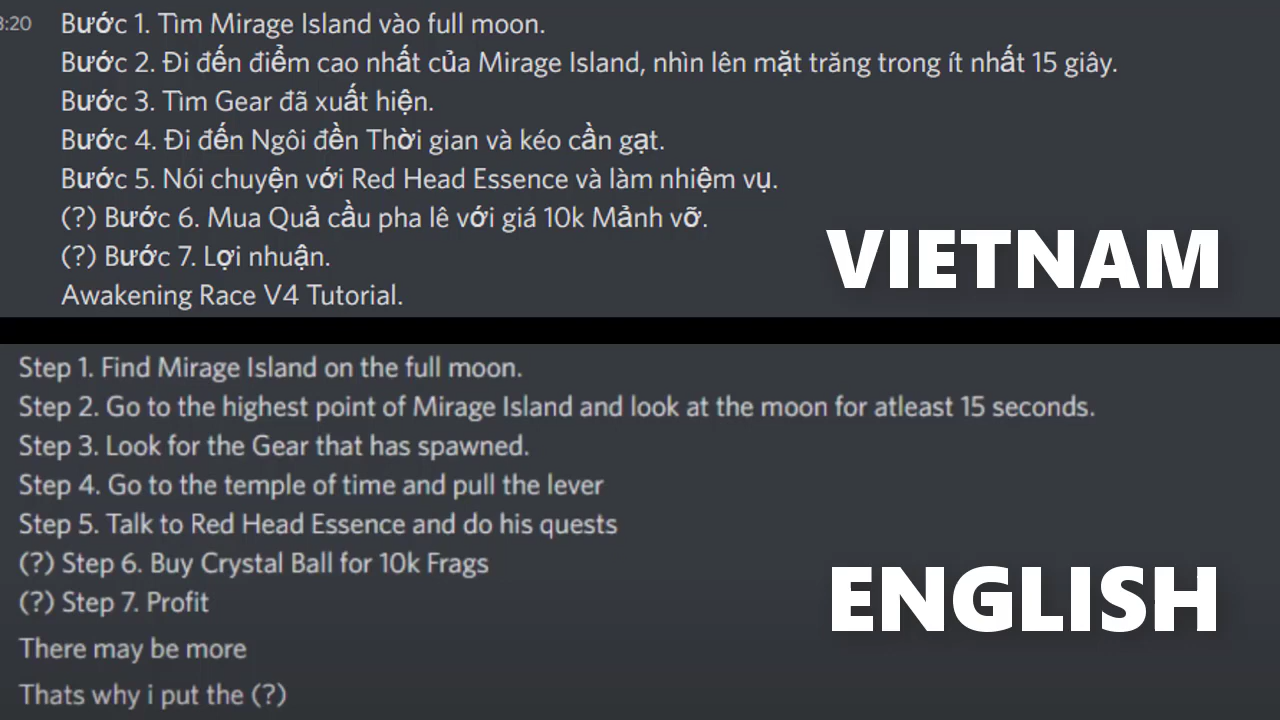 3:20
Bước 1. Tìm Mirage Island vào full moon.
Bước 2. Đi đến điểm cao nhất của Mirage Island, nhìn lên mặt trăng trong ít nhất 15 giây.
Bước 3. Tìm Gear đã xuất hiện.
Bước 4. Đi đến Ngôi đền Thời gian và kéo cần gạt.
Bước 5. Nói chuyện với Red Head Essence và làm nhiệm vụ.
(?) Bước 6. Mua Quả cầu pha lê với giá 10k Mảnh vỡ.
(?) Bước 7. Lợi nhuận.
Awakening Race V4 Tutorial.
VIETNAM
Step 1. Find Mirage Island on the full moon.
Step 2. Go to the highest point of Mirage Island and look at the moon for atleast 15 seconds.
Step 3. Look for the Gear that has spawned.
Step 4. Go to the temple of time and pull the lever
Step 5. Talk to Red Head Essence and do his quests
(?) Step 6. Buy Crystal Ball for 10k Frags
(?) Step 7. Profit
There may be more
Thats why i put the (?)
ENGLISH